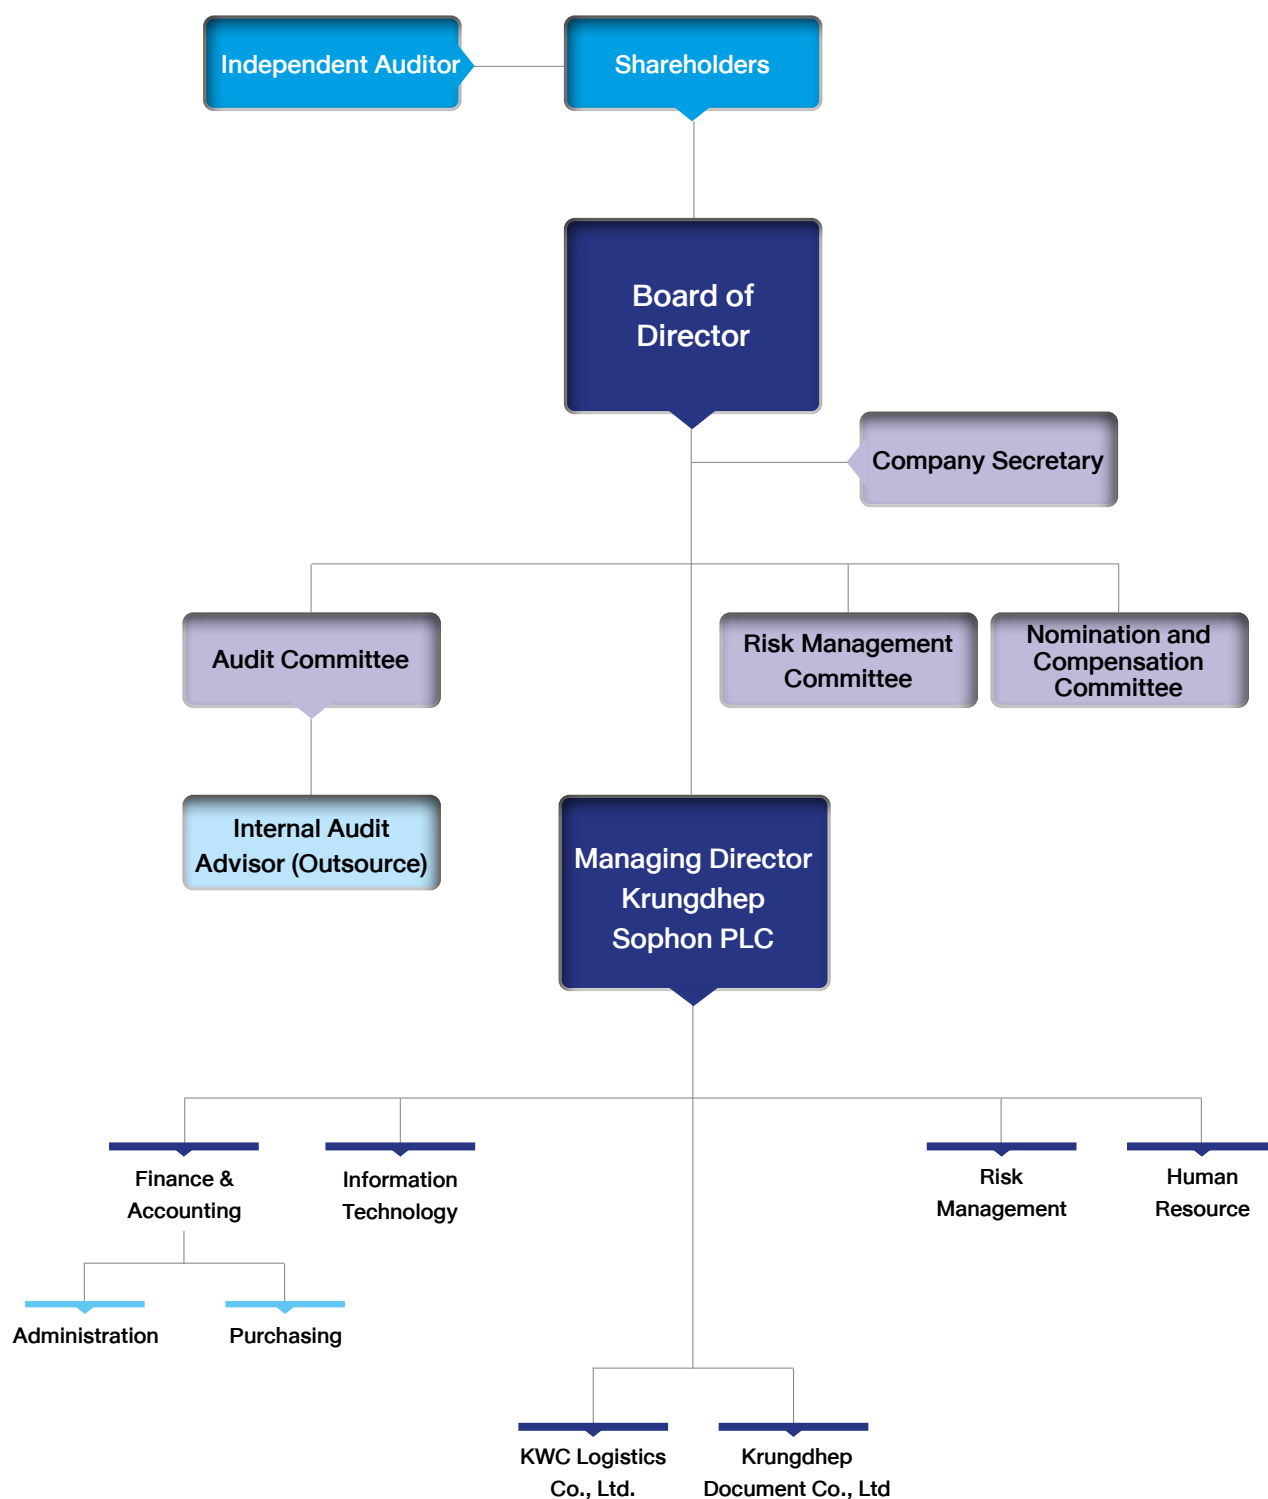 Independent Auditor
Shareholders
Board of
Director
Company Secretary
Audit Committee
Risk Management
Committee
Nomination and
Compensation
Committee
Internal Audit
Advisor (Outsource)
Managing Director
Krungdhep
Sophon PLC
Finance &
Accounting
Information
Technology
Risk
Management
Human
Resource
Administration
Purchasing
KWC Logistics
Co., Ltd.
Krungdhep
Document Co., Ltd